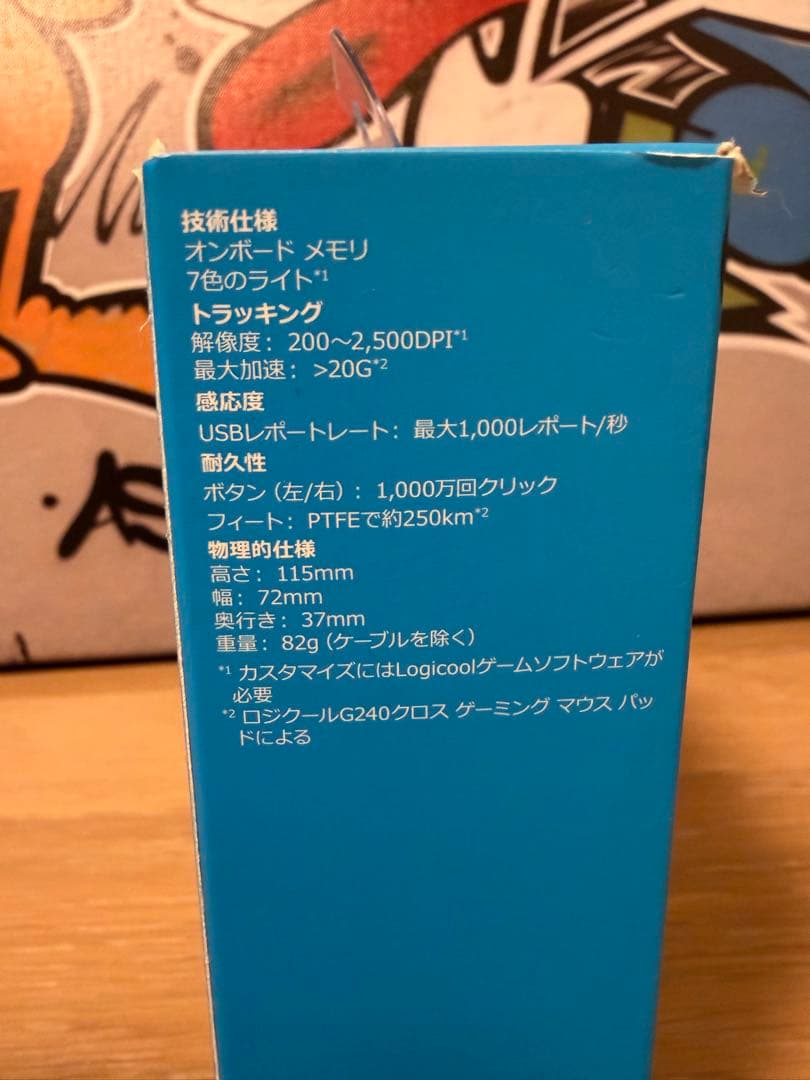 技術仕様
オンボード メモリ
7色のライト*1
トラッキング
解像度： 200～2,500DPI*1
最大加速： >20G*2
感応度
USBレポートレート： 最大1,000レポート/秒
耐久性
ボタン（左/右）： 1,000万回クリック
フィート： PTFEで約250km*2
物理的仕様
高さ： 115mm
幅： 72mm
奥行き： 37mm
重量： 82g（ケーブルを除く）
*1 カスタマイズにはLogicoolゲームソフトウェアが
必要
*2 ロジクールG240クロス ゲーミング マウス パッ
ドによる